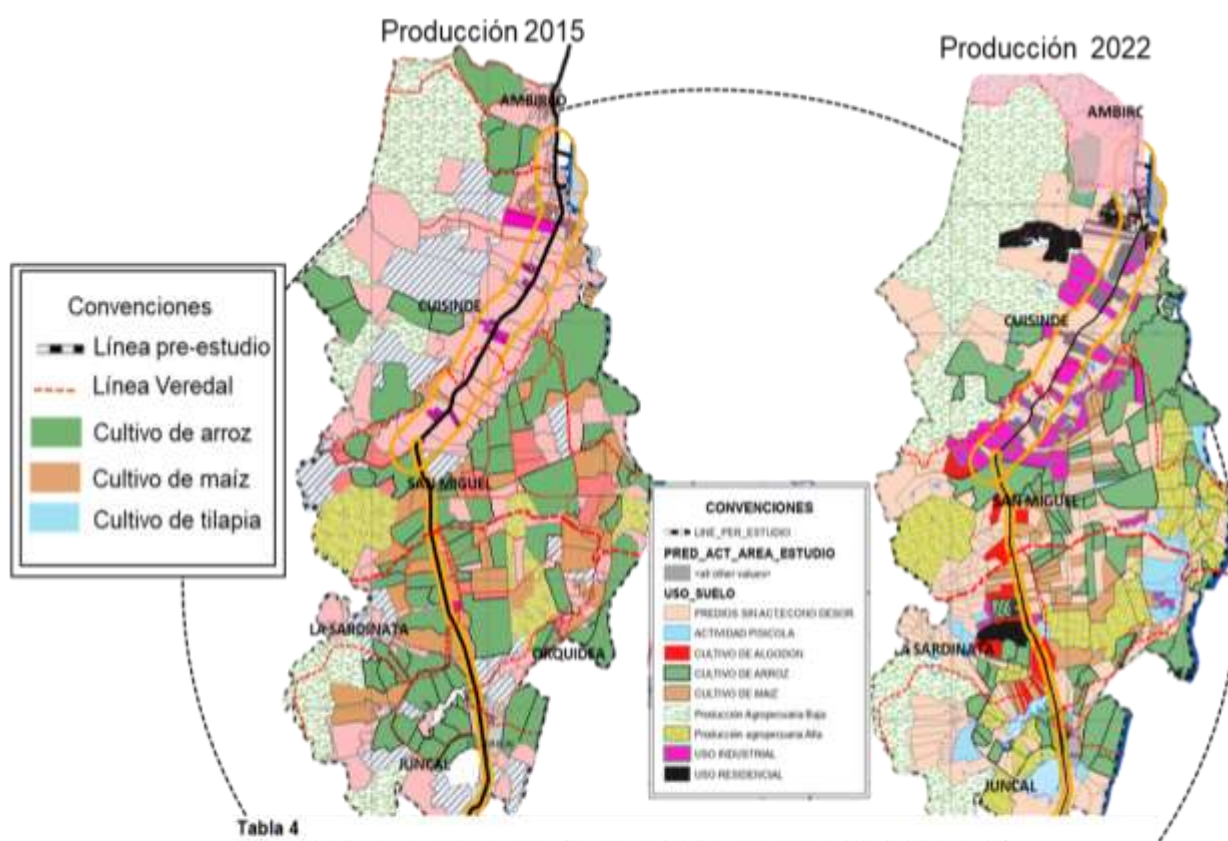 Producción 2015
Producción 2022
Convenciones
Línea pre-estudio
Línea Veredal
Cultivo de arroz
Cultivo de maíz
Cultivo de tilapia
CUISINDE
SAN MIGUEL
LA SARDINATA
ORQUIDEA
JUNCAL
CONVENCIONES
LINE_PER_ESTUDIO
PRED_ACT_AREA_ESTUDIO
<all other values>
USO_SUELO
PREDIOS SIN
CULTIVO DE ALGODON
CULTIVO DE ARROZ
CULTIVO DE MAIZ
Producción Agropecuaria Baja
Producción agropecuaria Alta
USO INDUSTRIAL
USO RESIDENCIAL
AMBIRC
CUISINDE
SAN MIGUEL
LA SARDINATA
JUNCAL
Tabla 4